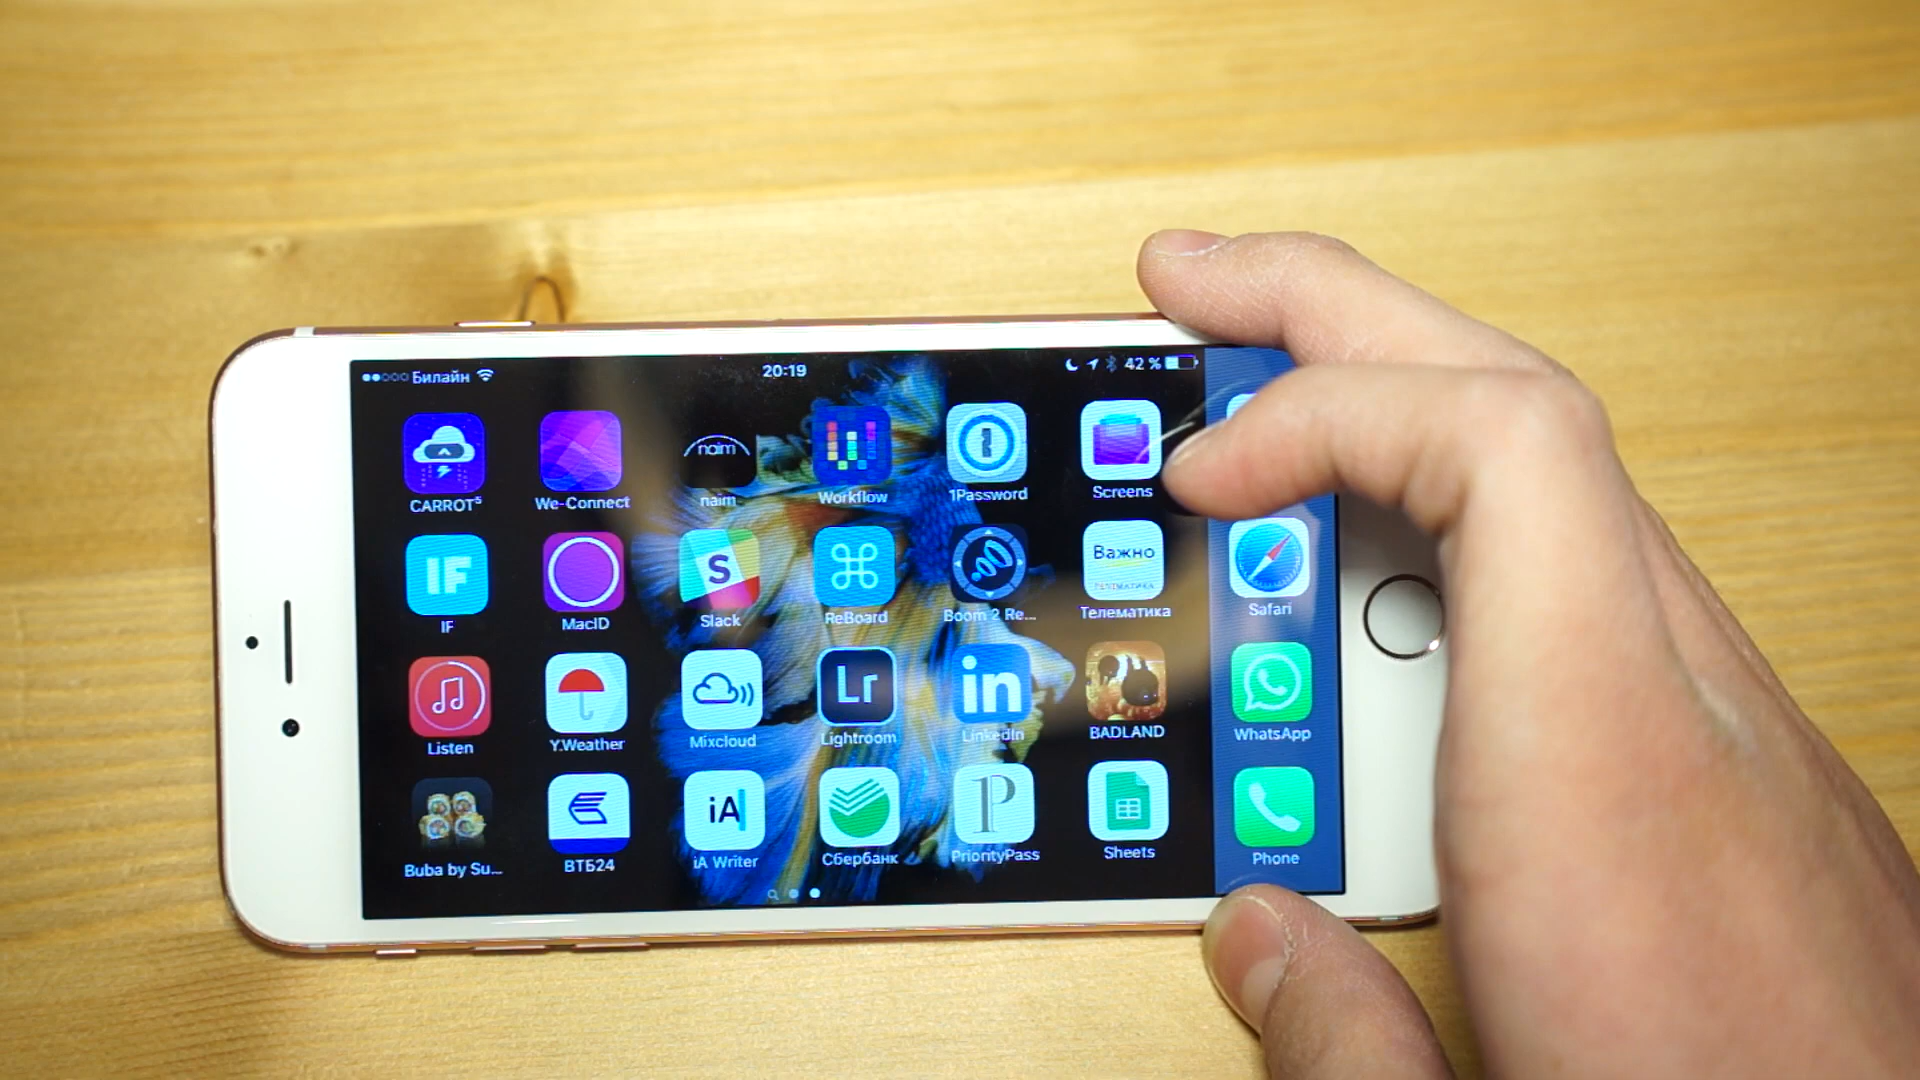 Билайн 20:19 42 %
naim
CARROT⁵ We-Connect naim Workflow 1Password Screens
IF S Важно
ТЕЛЕМАТИКА
IF MacID Slack ReBoard Boom 2 Re... Телематика Safari
Lr in
Listen Y.Weather Mixcloud Lightroom LinkedIn BADLAND WhatsApp
iA P
Buba by Su... ВТБ24 iA Writer Сбербанк PriorityPass Sheets Phone